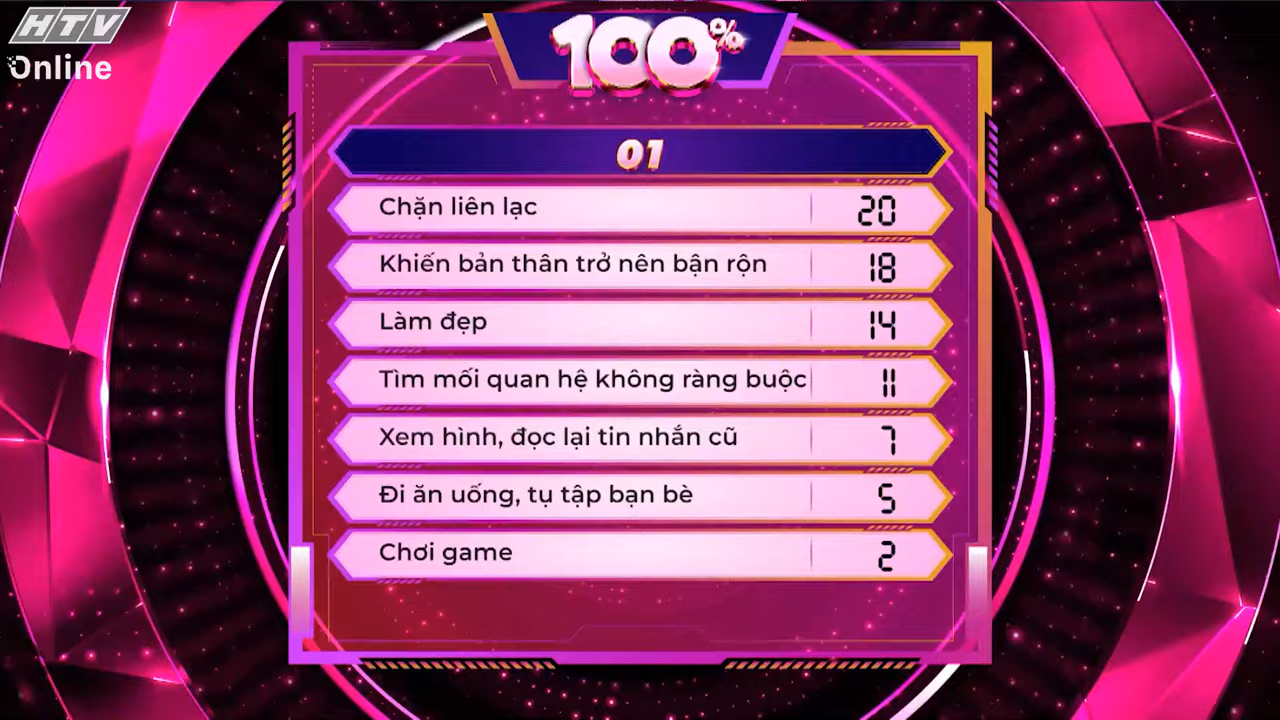 HTV
Online
100%
01
Chặn liên lạc 20
Khiến bản thân trở nên bận rộn 18
Làm đẹp 14
Tìm mối quan hệ không ràng buộc 11
Xem hình, đọc lại tin nhắn cũ 7
Đi ăn uống, tụ tập bạn bè 5
Chơi game 2